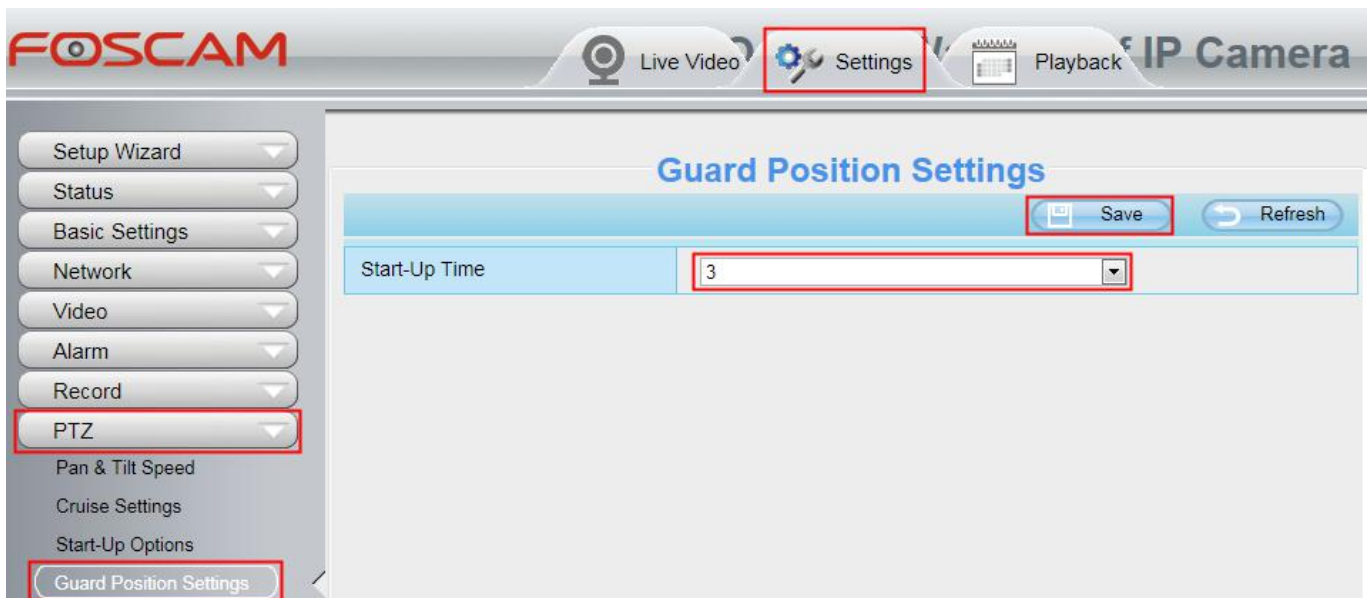 FOSCAM
Live Video
Settings
Playback
IP Camera
Setup Wizard
Status
Basic Settings
Network
Video
Alarm
Record
PTZ
Pan & Tilt Speed
Cruise Settings
Start-Up Options
Guard Position Settings
Guard Position Settings
Save
Refresh
Start-Up Time
3